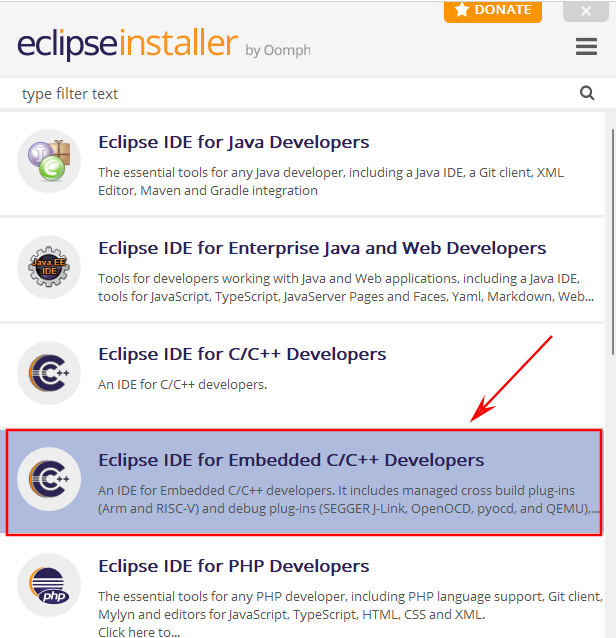 DONATE
eclipseinstaller by Oomph
type filter text
Eclipse IDE for Java Developers
The essential tools for any Java developer, including a Java IDE, a Git client, XML
Editor, Maven and Gradle integration
Java EE
IDE
Eclipse IDE for Enterprise Java and Web Developers
Tools for developers working with Java and Web applications, including a Java IDE,
tools for JavaScript, TypeScript, JavaServer Pages and Faces, Yaml, Markdown, Web...
C++
Eclipse IDE for C/C++ Developers
An IDE for C/C++ developers.
C++
Eclipse IDE for Embedded C/C++ Developers
An IDE for Embedded C/C++ developers. It includes managed cross build plug-ins
(Arm and RISC-V) and debug plug-ins (SEGGER J-Link, OpenOCD, pyocd, and QEMU),...
php
Eclipse IDE for PHP Developers
The essential tools for any PHP developer, including PHP language support, Git client,
Mylyn and editors for JavaScript, TypeScript, HTML, CSS and XML.
Click here to...